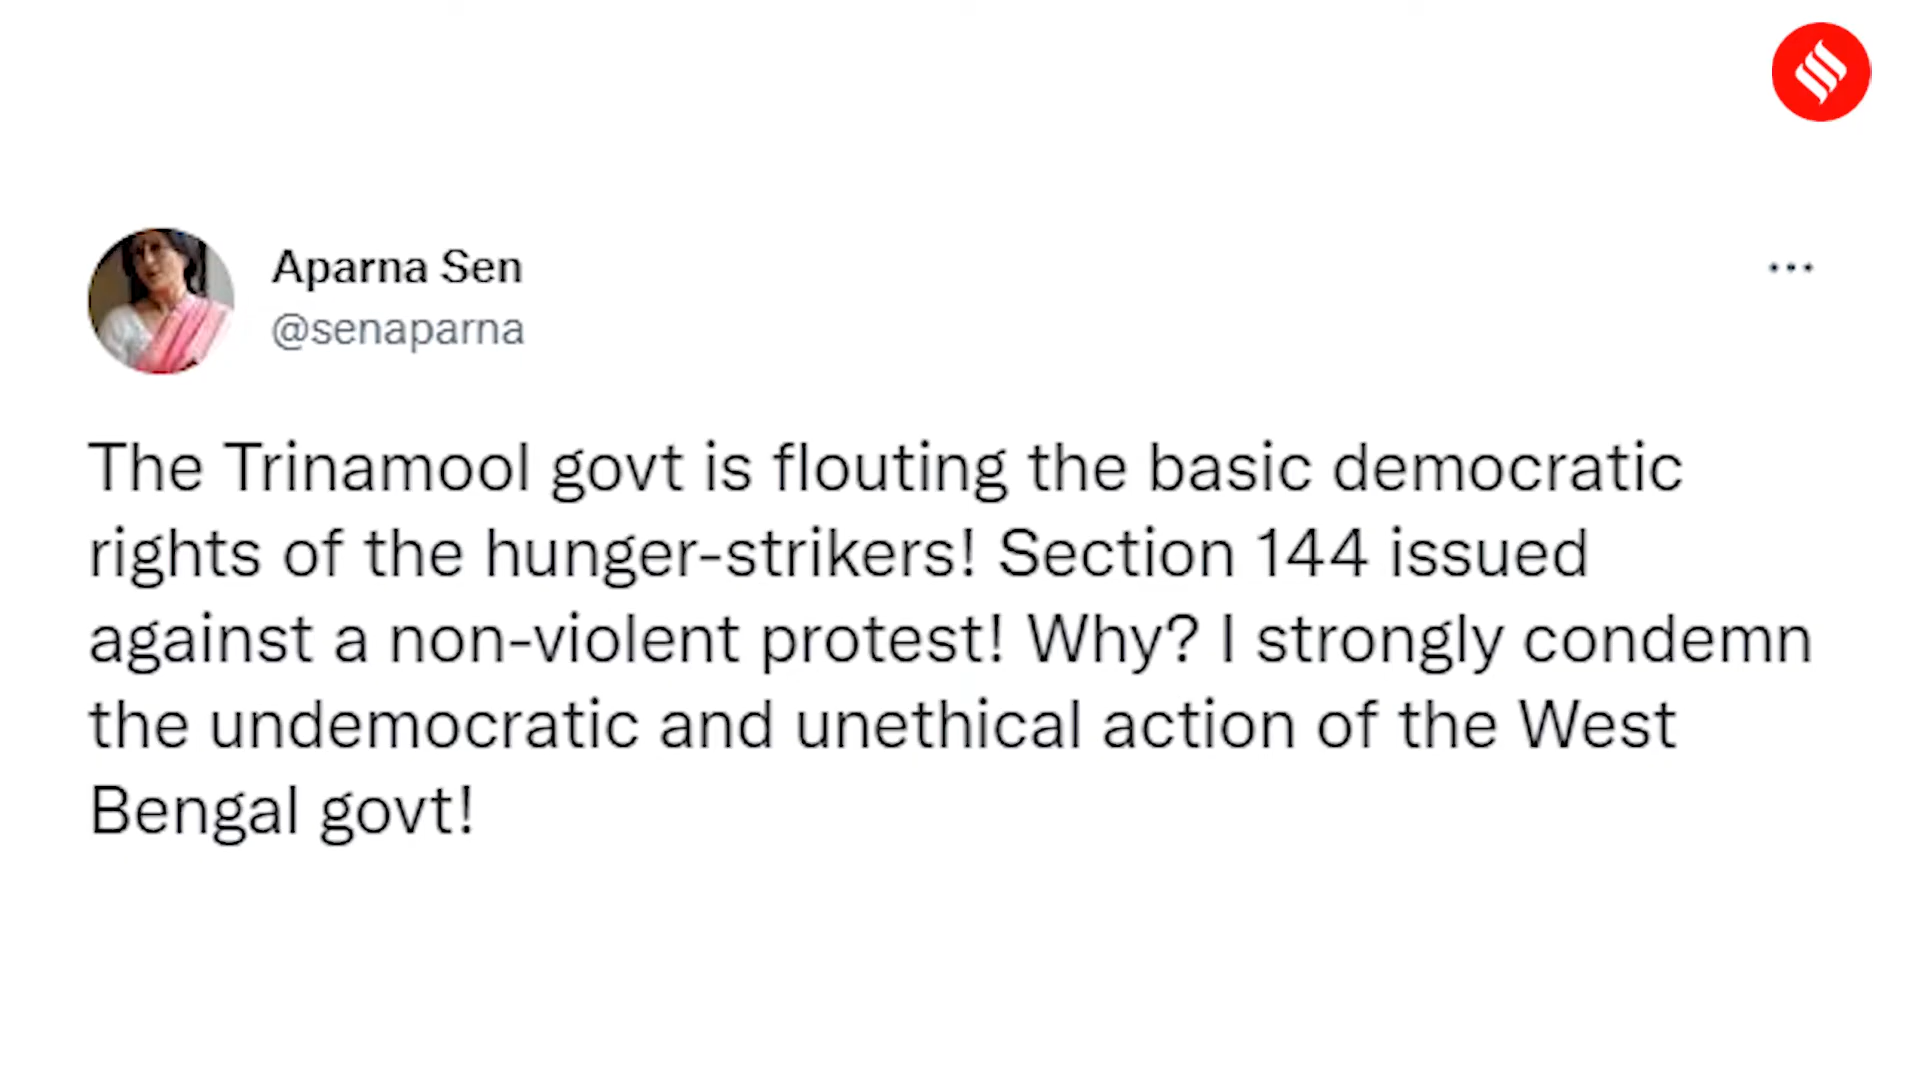 Aparna Sen
@senaparna
The Trinamool govt is flouting the basic democratic
rights of the hunger-strikers! Section 144 issued
against a non-violent protest! Why? I strongly condemn
the undemocratic and unethical action of the West
Bengal govt!